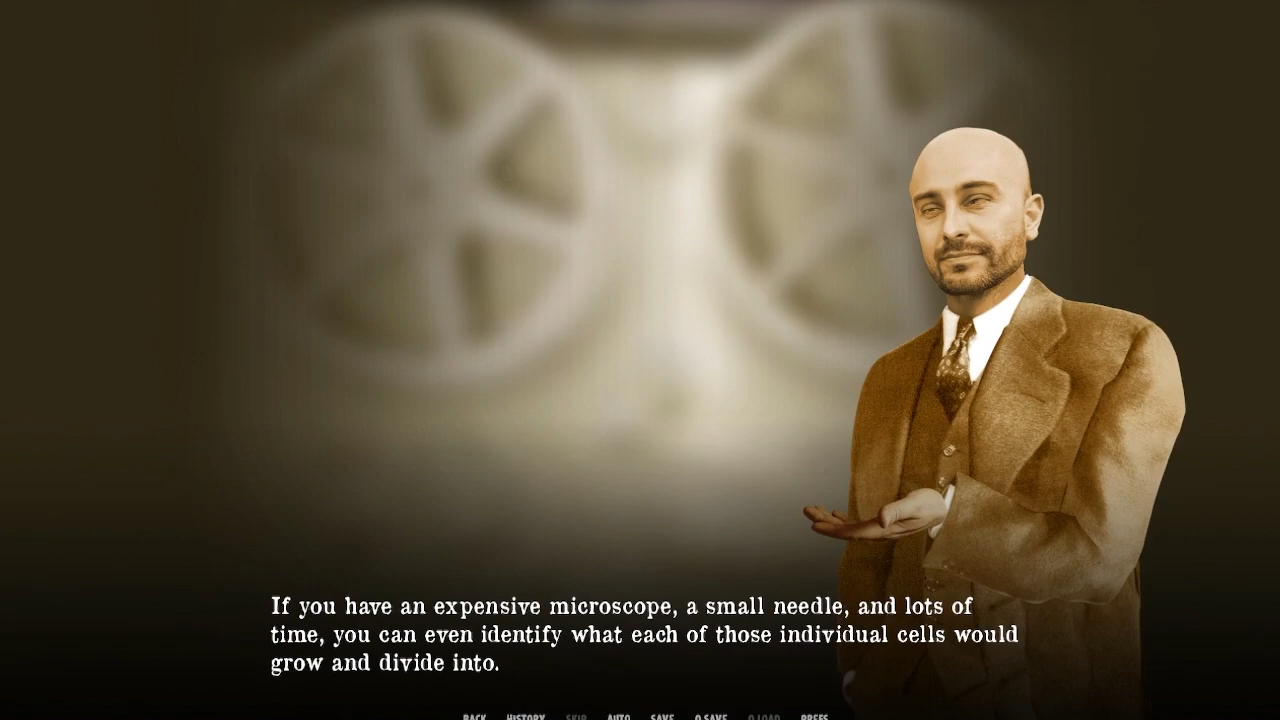 If you have an expensive microscope, a small needle, and lots of
time, you can even identify what each of those individual cells would
grow and divide into.
BACK HISTORY SKIP AUTO SAVE Q.SAVE Q.LOAD PREFS